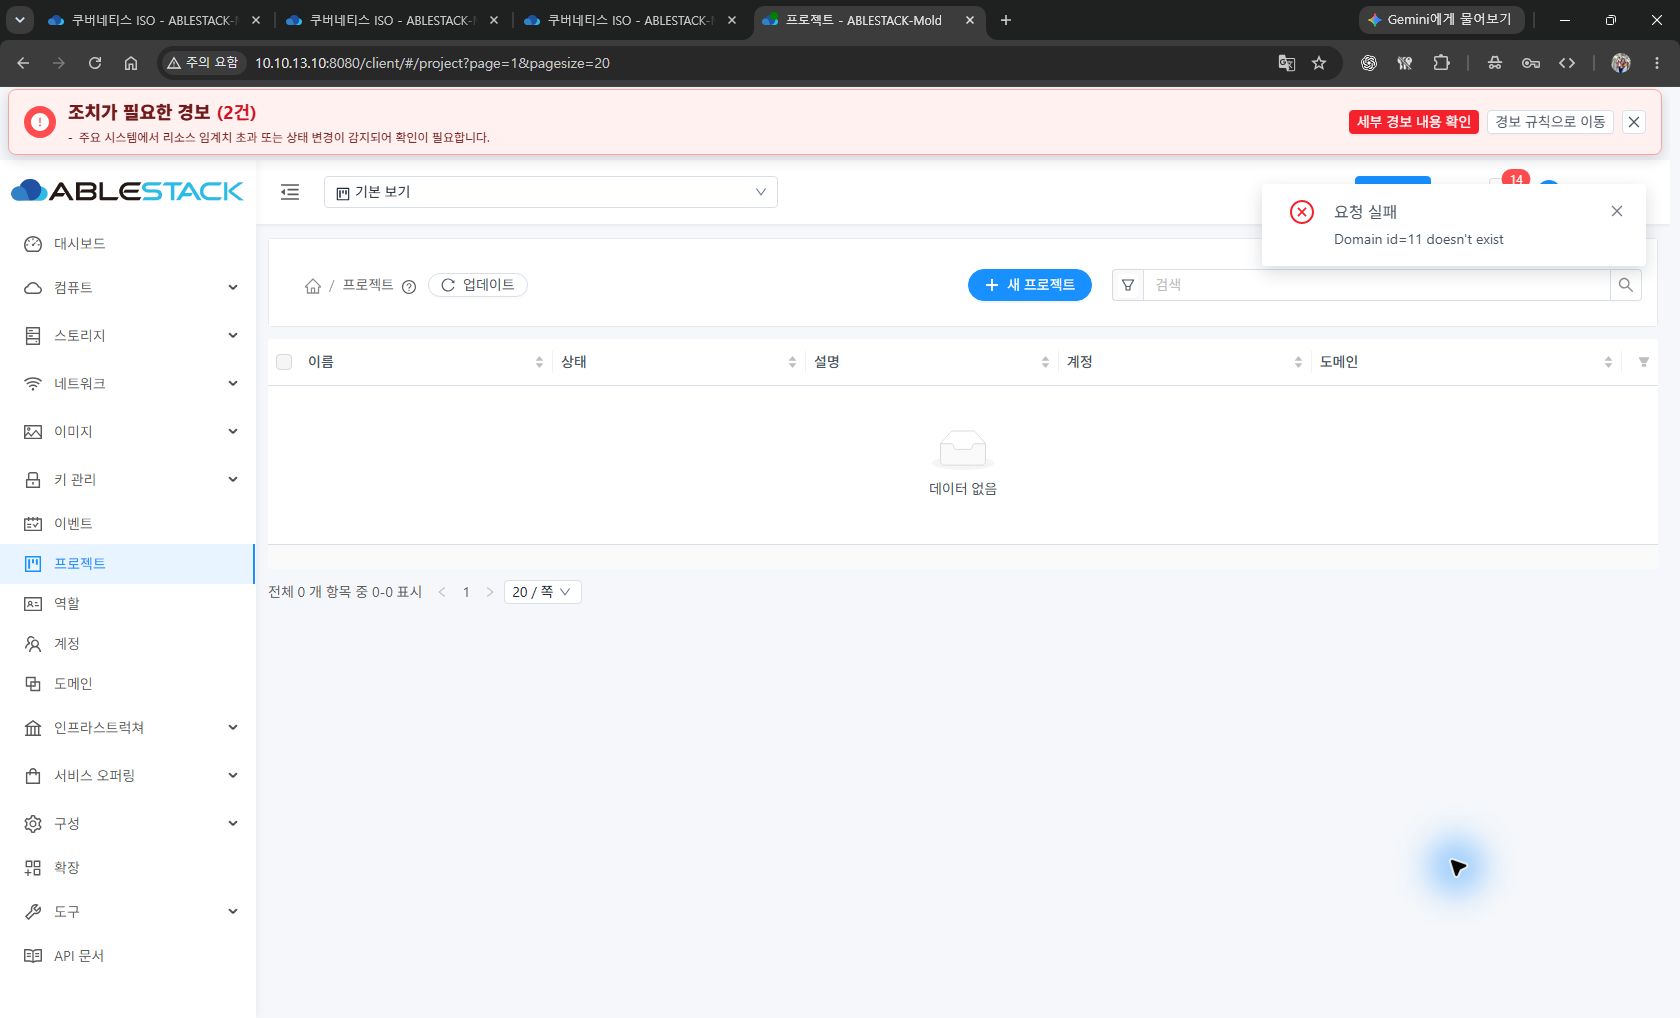 쿠버네티스 ISO - ABLESTACK-
쿠버네티스 ISO - ABLESTACK-
쿠버네티스 ISO - ABLESTACK-
프로젝트 - ABLESTACK-Mold
Gemini에게 물어보기
주의 요함
10.10.13.10:8080/client/#/project?page=1&pagesize=20
조치가 필요한 경보 (2건)
- 주요 시스템에서 리소스 임계치 초과 또는 상태 변경이 감지되어 확인이 필요합니다.
세부 경보 내용 확인
경보 규칙으로 이동
ABLESTACK
기본 보기
14
요청 실패
Domain id=11 doesn't exist
대시보드
컴퓨트
스토리지
네트워크
이미지
키 관리
이벤트
프로젝트
역할
계정
도메인
인프라스트럭쳐
서비스 오퍼링
구성
확장
도구
API 문서
/ 프로젝트
업데이트
새 프로젝트
검색
이름
상태
설명
계정
도메인
데이터 없음
전체 0 개 항목 중 0-0 표시
1
20 / 쪽